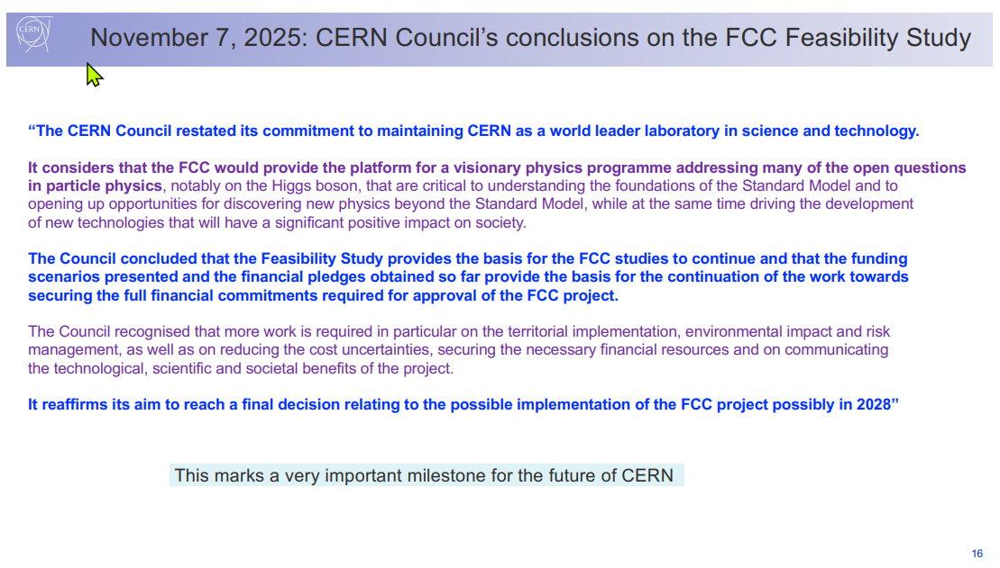 CERN
November 7, 2025: CERN Council’s conclusions on the FCC Feasibility Study
“The CERN Council restated its commitment to maintaining CERN as a world leader laboratory in science and technology.
It considers that the FCC would provide the platform for a visionary physics programme addressing many of the open questions
in particle physics, notably on the Higgs boson, that are critical to understanding the foundations of the Standard Model and to
opening up opportunities for discovering new physics beyond the Standard Model, while at the same time driving the development
of new technologies that will have a significant positive impact on society.
The Council concluded that the Feasibility Study provides the basis for the FCC studies to continue and that the funding
scenarios presented and the financial pledges obtained so far provide the basis for the continuation of the work towards
securing the full financial commitments required for approval of the FCC project.
The Council recognised that more work is required in particular on the territorial implementation, environmental impact and risk
management, as well as on reducing the cost uncertainties, securing the necessary financial resources and on communicating
the technological, scientific and societal benefits of the project.
It reaffirms its aim to reach a final decision relating to the possible implementation of the FCC project possibly in 2028”
This marks a very important milestone for the future of CERN
16